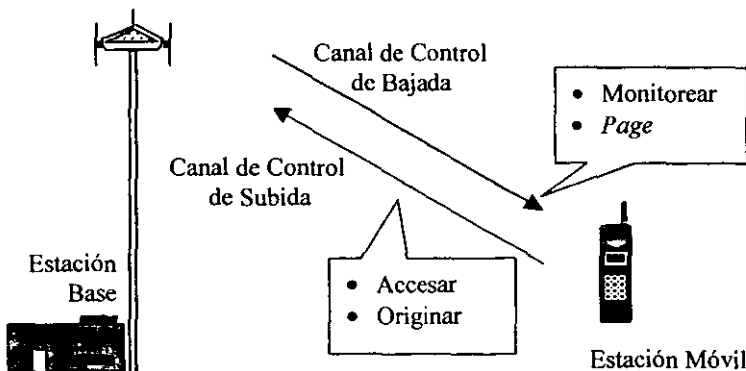 Canal de Control
de Bajada
• Monitorear
• Page
Canal de Control
de Subida
Estación
Base
• Accesar
• Originar
Estación Móvil